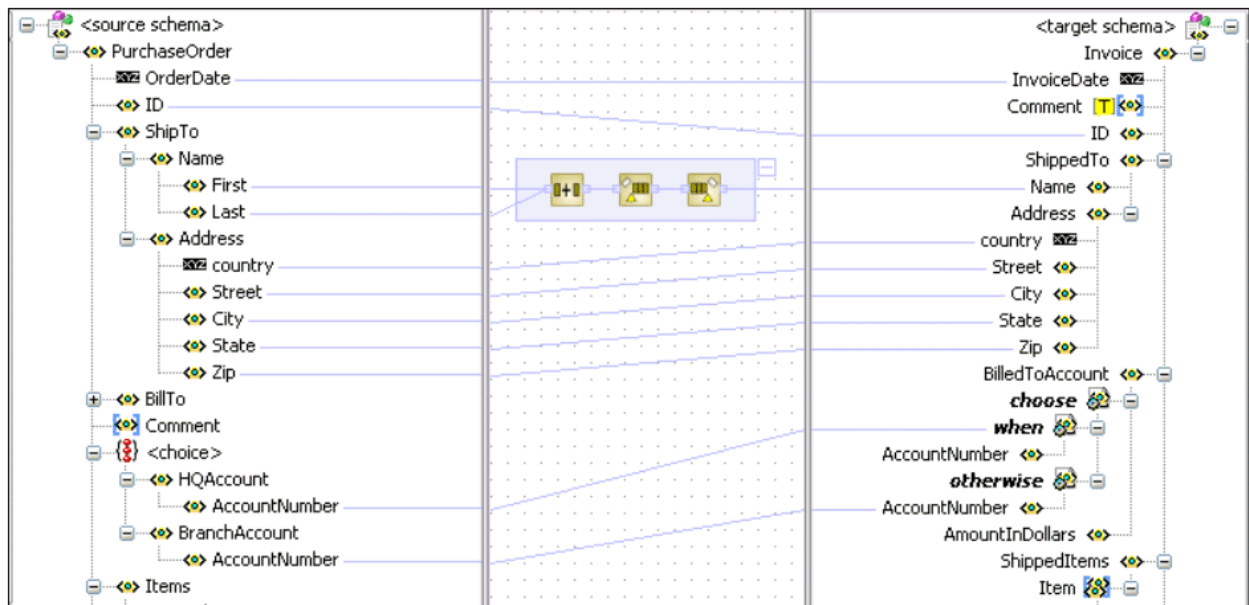 <source schema>
PurchaseOrder
OrderDate
ID
ShipTo
Name
First
Last
Address
country
Street
City
State
Zip
BillTo
Comment
<choice>
HQAccount
AccountNumber
BranchAccount
AccountNumber
Items
<target schema>
Invoice
InvoiceDate
Comment [T]
ID
ShippedTo
Name
Address
country
Street
City
State
Zip
BilledToAccount
choose
when
AccountNumber
otherwise
AccountNumber
AmountInDollars
ShippedItems
Item